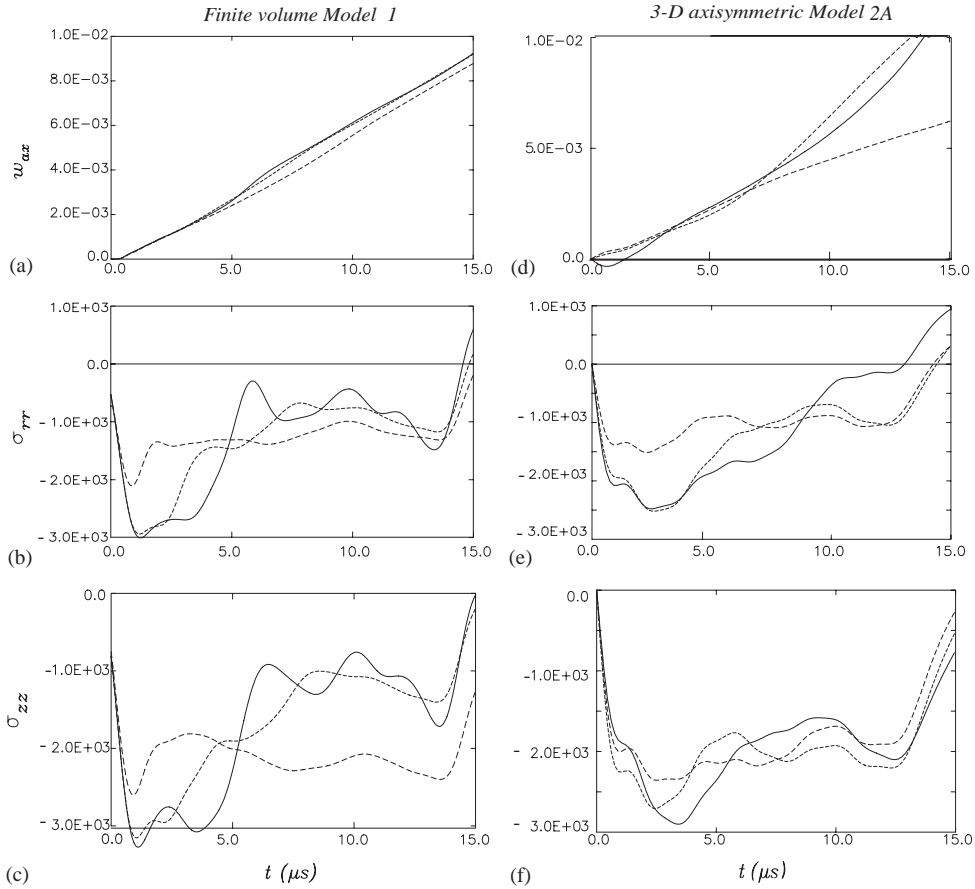 Finite volume Model 1
3-D axisymmetric Model 2A
1.0E-02
8.0E-03
6.0E-03
4.0E-03
2.0E-03
0.0
w_ax
5.0
10.0
15.0
(a)
1.0E-02
5.0E-03
0.0
0.0
5.0
10.0
15.0
(d)
1.0E+03
0.0
-1.0E+03
-2.0E+03
-3.0E+03
σ_rr
0.0
5.0
10.0
15.0
(b)
1.0E+03
0.0
-1.0E+03
-2.0E+03
-3.0E+03
0.0
5.0
10.0
15.0
(e)
0.0
-1.0E+03
-2.0E+03
-3.0E+03
σ_zz
0.0
5.0
10.0
15.0
t (μs)
(c)
0.0
-1.0E+03
-2.0E+03
-3.0E+03
0.0
5.0
10.0
15.0
t (μs)
(f)